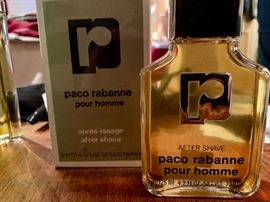 paco rabanne
pour homme
après rasage
after shave
AFTER SHAVE
paco rabanne
pour homme